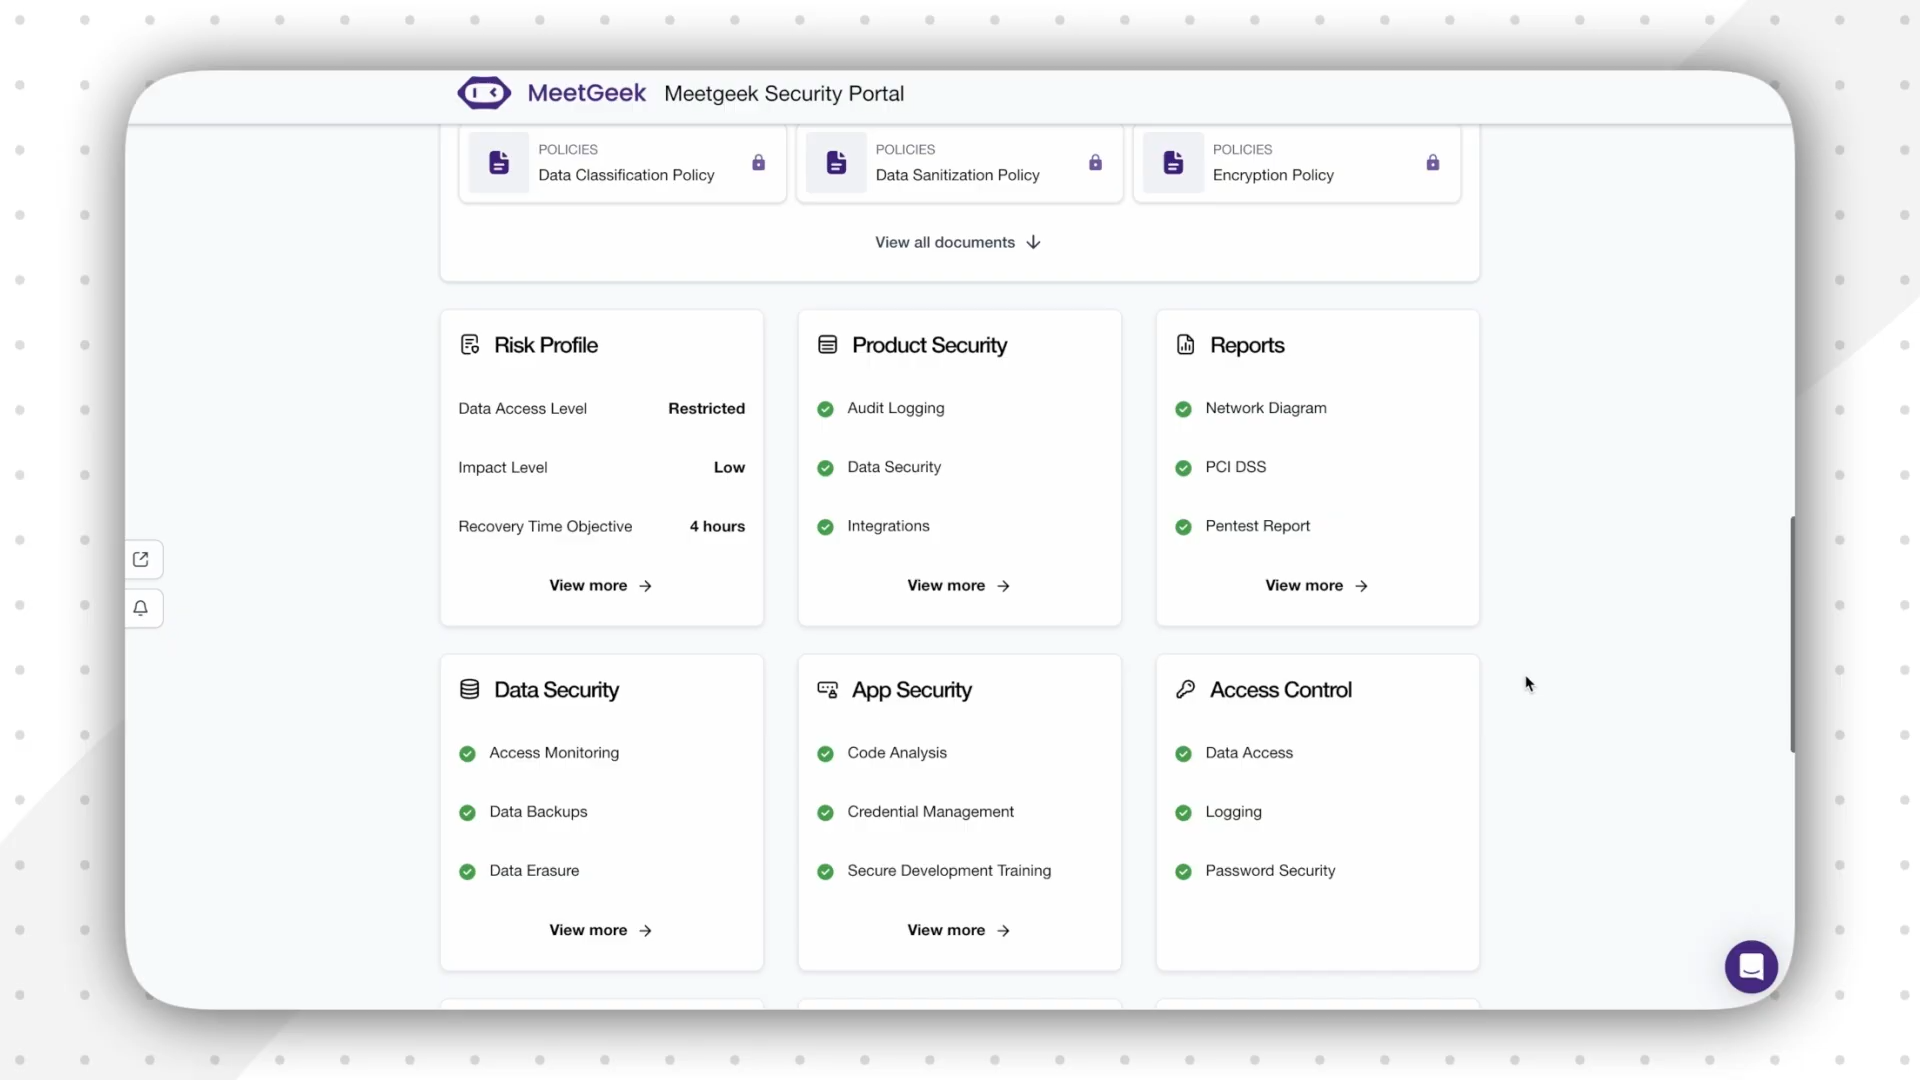 MeetGeek Meetgeek Security Portal
POLICIES
Data Classification Policy
POLICIES
Data Sanitization Policy
POLICIES
Encryption Policy
View all documents
Risk Profile
Data Access Level Restricted
Impact Level Low
Recovery Time Objective 4 hours
View more
Product Security
Audit Logging
Data Security
Integrations
View more
Reports
Network Diagram
PCI DSS
Pentest Report
View more
Data Security
Access Monitoring
Data Backups
Data Erasure
View more
App Security
Code Analysis
Credential Management
Secure Development Training
View more
Access Control
Data Access
Logging
Password Security